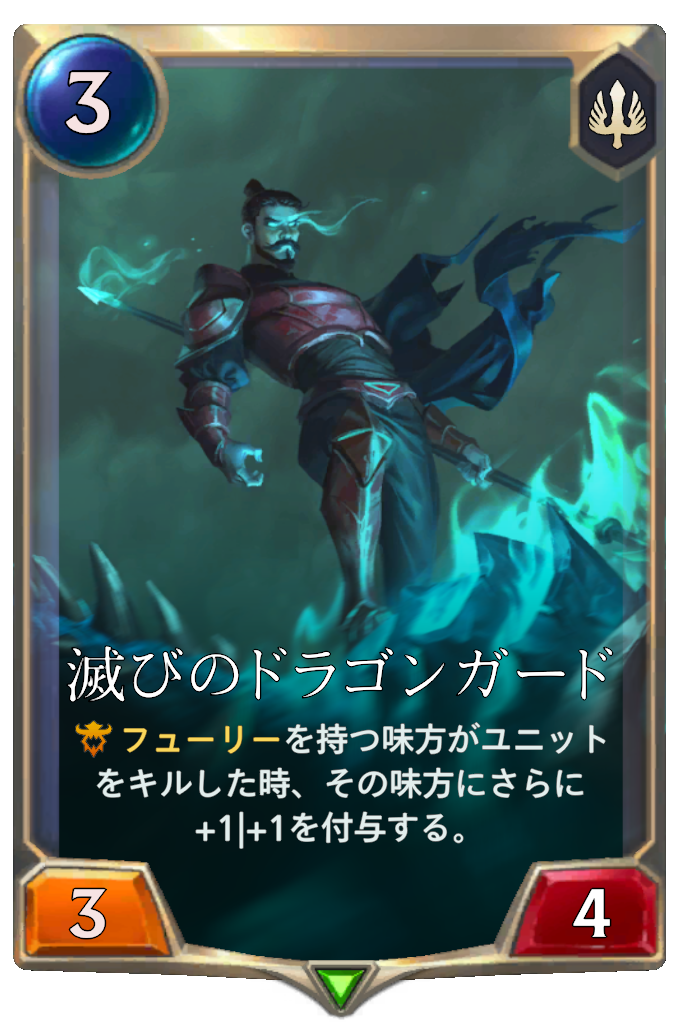 3
滅びのドラゴンガード
フューリーを持つ味方がユニット
をキルした時、その味方にさらに
+1|+1を付与する。
3
4